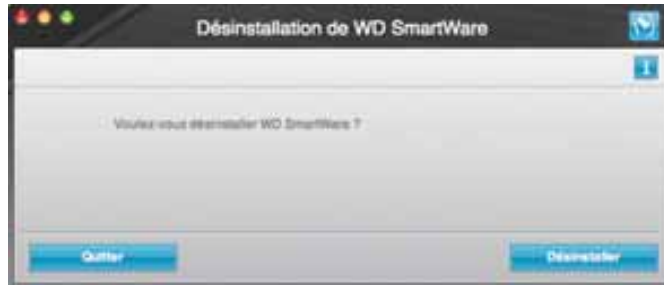 Désinstallation de WD SmartWare
Voulez-vous désinstaller WD SmartWare ?
Quitter
Désinstaller